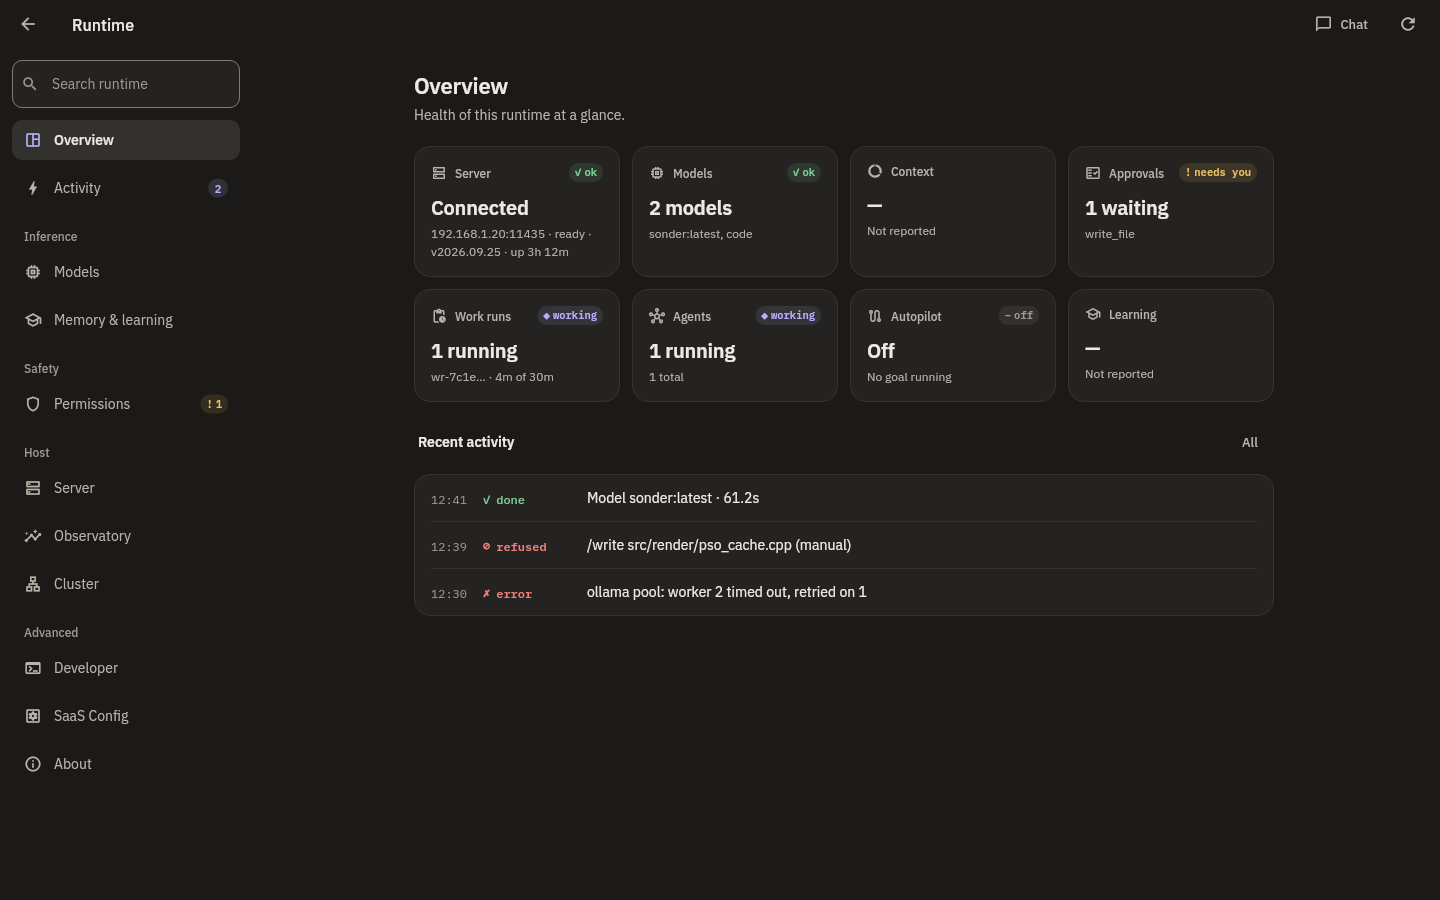 Runtime
Chat
Search runtime
Overview
Activity 2
Inference
Models
Memory & learning
Safety
Permissions ! 1
Host
Server
Observatory
Cluster
Advanced
Developer
SaaS Config
About
Overview
Health of this runtime at a glance.
Server √ ok
Connected
192.168.1.20:11435 · ready ·
v2026.09.25 · up 3h 12m
Models √ ok
2 models
sonder:latest, code
Context
—
Not reported
Approvals ! needs you
1 waiting
write_file
Work runs ◆ working
1 running
wr-7c1e… · 4m of 30m
Agents ◆ working
1 running
1 total
Autopilot – off
Off
No goal running
Learning
—
Not reported
Recent activity
All
12:41 √ done Model sonder:latest · 61.2s
12:39 ⊘ refused /write src/render/pso_cache.cpp (manual)
12:30 ✗ error ollama pool: worker 2 timed out, retried on 1